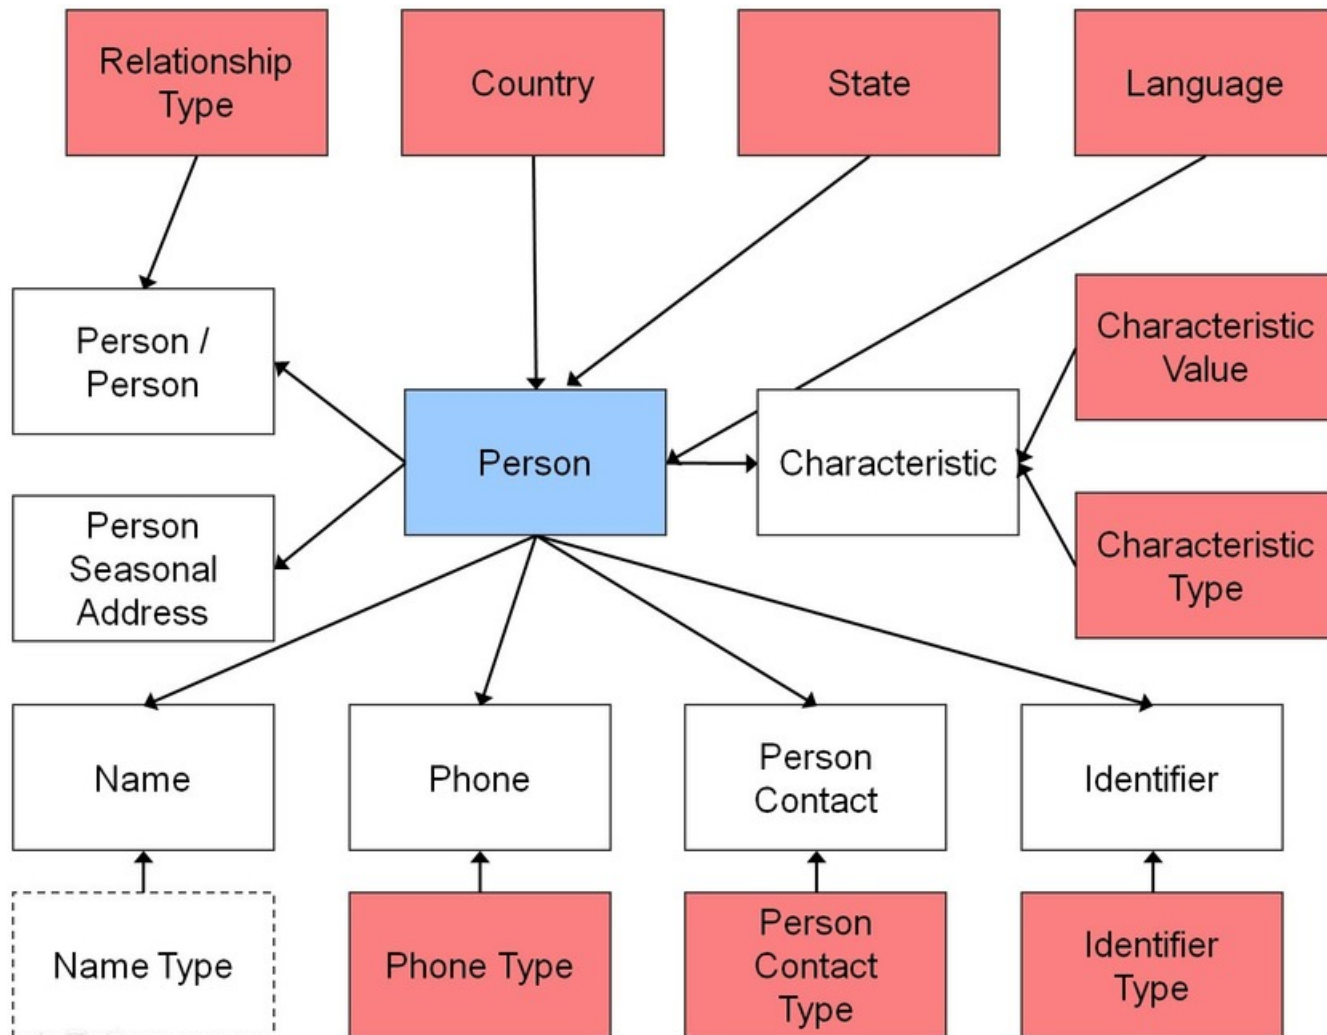 Relationship
Type
Country
State
Language
Person /
Person
Characteristic
Value
Person
Characteristic
Person
Seasonal
Address
Characteristic
Type
Name
Phone
Person
Contact
Identifier
Name Type
Phone Type
Person
Contact
Type
Identifier
Type